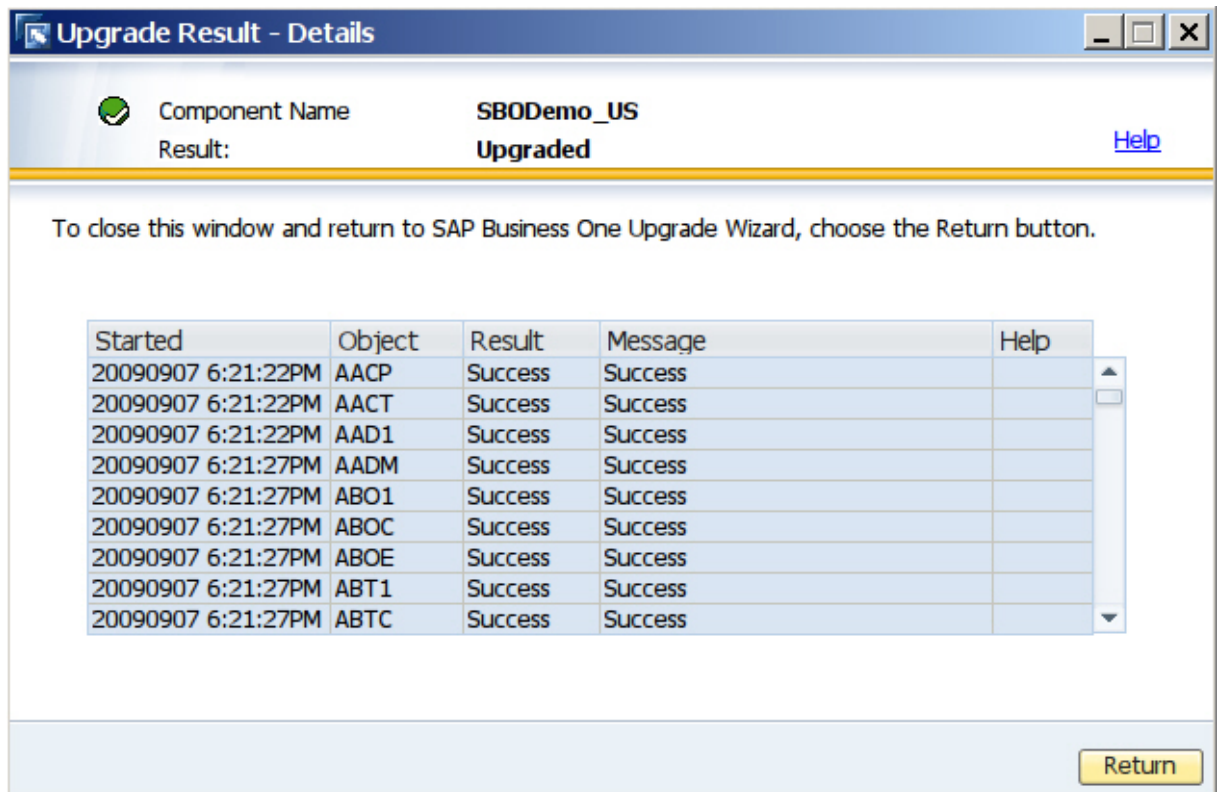 Upgrade Result - Details
Component Name SBODemo_US
Result: Upgraded
Help
To close this window and return to SAP Business One Upgrade Wizard, choose the Return button.
Started Object Result Message Help
20090907 6:21:22PM AACP Success Success
20090907 6:21:22PM AACT Success Success
20090907 6:21:22PM AAD1 Success Success
20090907 6:21:27PM AADM Success Success
20090907 6:21:27PM ABO1 Success Success
20090907 6:21:27PM ABOC Success Success
20090907 6:21:27PM ABOE Success Success
20090907 6:21:27PM ABT1 Success Success
20090907 6:21:27PM ABTC Success Success
Return